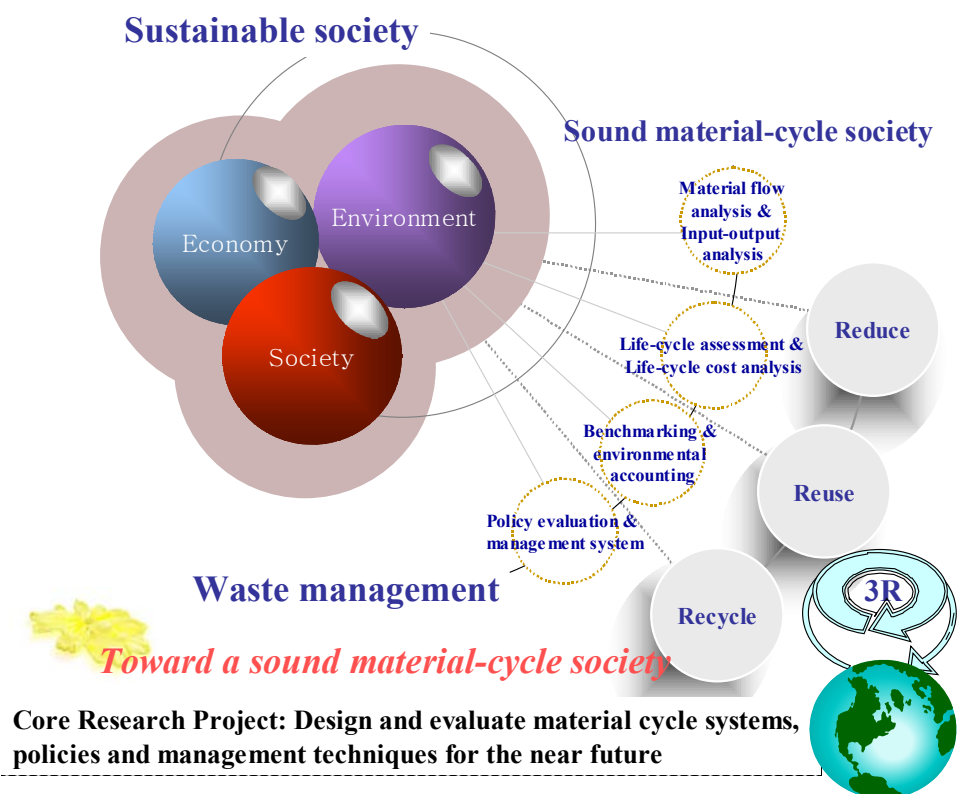 Sustainable society
Sound material-cycle society
Economy
Environment
Society
Material flow
analysis &
Input-output
analysis
Life-cycle assessment &
Life-cycle cost analysis
Benchmarking &
environmental
accounting
Policy evaluation &
management system
Reduce
Reuse
Recycle
3R
Waste management
Toward a sound material-cycle society
Core Research Project: Design and evaluate material cycle systems,
policies and management techniques for the near future